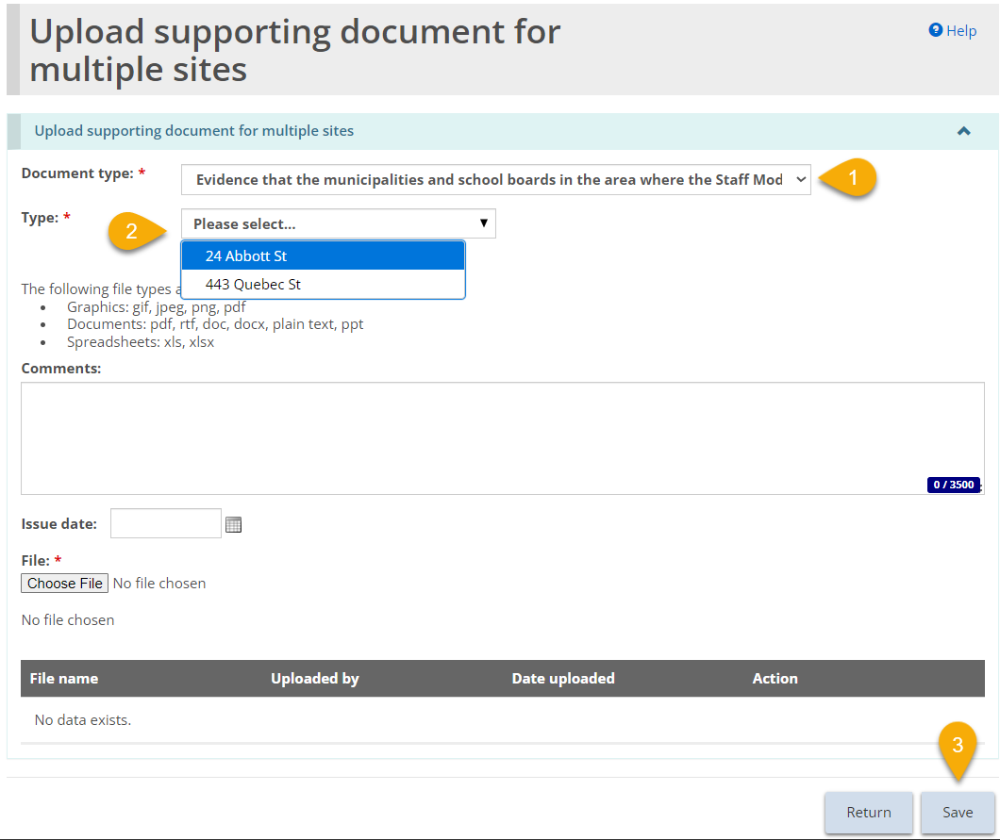 Upload supporting document for
multiple sites
Help
Upload supporting document for multiple sites
Document type: *
Evidence that the municipalities and school boards in the area where the Staff Mod
1
Type: *
2
Please select...
24 Abbott St
443 Quebec St
The following file types a
• Graphics: gif, jpeg, png, pdf
• Documents: pdf, rtf, doc, docx, plain text, ppt
• Spreadsheets: xls, xlsx
Comments:
0 / 3500
Issue date:
File: *
Choose File No file chosen
No file chosen
File name Uploaded by Date uploaded Action
No data exists.
3
Return Save